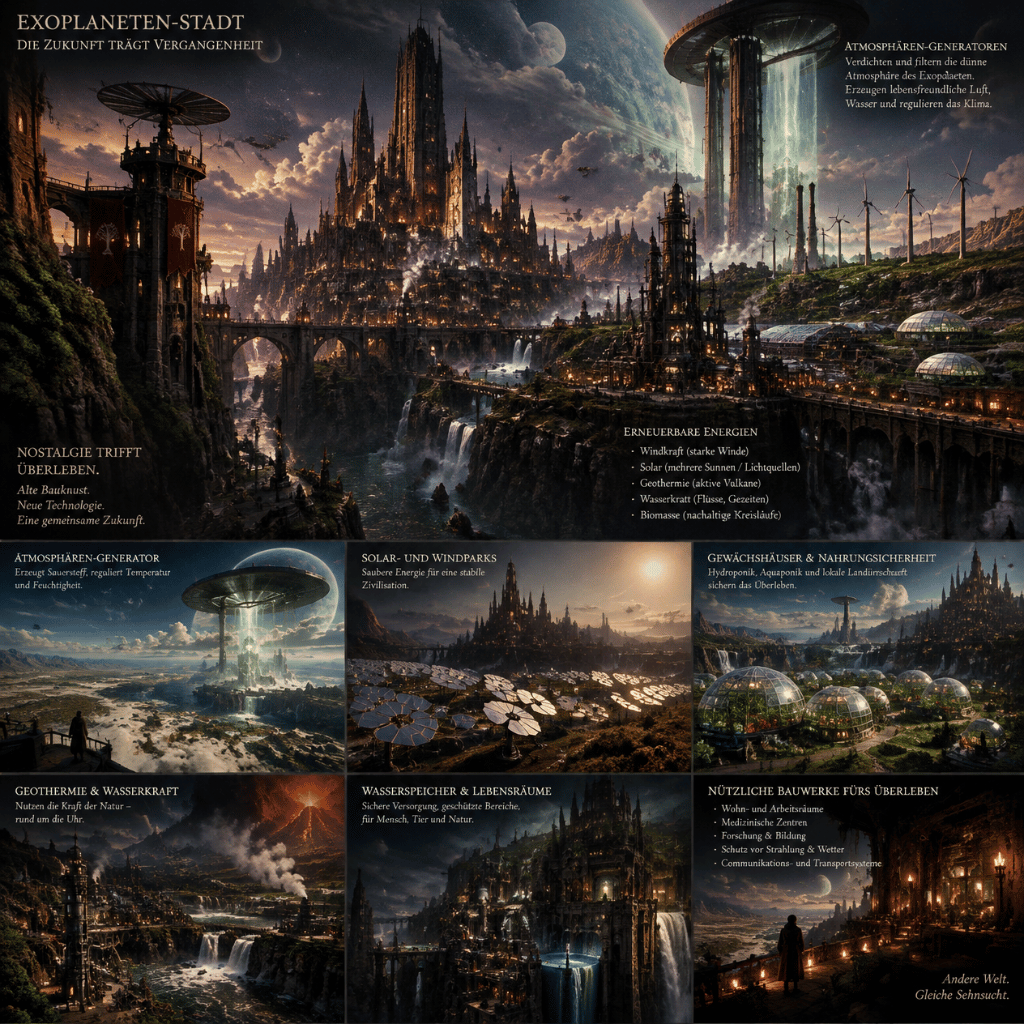 EXOPLANETEN-STADT
DIE ZUKUNFT TRÄGT VERGANGENHEIT
ATMOSPHÄREN-GENERATOREN
Verdichten und filtern die dünne
Atmosphäre des Exoplaeten.
Erzeugen lebensfreundliche Luft,
Wasser und regulieren das Klima.
NOSTALGIE TRIFFT
ÜBERLEBEN.
Alte Bauknust.
Neue Technologie.
Eine gemeinsame Zukunft.
ERNEUERBARE ENERGIEN
• Windkraft (starke Winde)
• Solar (mehrere Sunnen / Lichtquellen)
• Geothermie (aktive Vulkane)
• Wasserkratt (Flüsse, Gezeiten)
• Biomasse (nachaltige Kreisläufe)
ATMOSPHÄREN-GENERATOR
Erzeugt Sauerstoff, reguliert Temperatur
und Feuchtigkeit.
SOLAR- UND WINDPARKS
Saubere Energie für eine stabile
Zivilisation.
GEWÄCHSHÄUSER & NAHRUNGSICHERHEIT
Hydroponik, Aquaponik und lokale
sichern das Überleben.
GEOTHERMIE & WASSERKRAFT
Nutzen die Kraft der Natur –
rund um die Uhr.
WASSERSPEICHER & LEBENSRÄUME
Sichere Versorgung, geschützte Bereiche,
für Mensch, Tier und Natur.
NÜTZLICHE BAUWERKE FÜRS ÜBERLEBEN
• Wohn- und Arbeitsräume
• Medizinische Zentren
• Forschung & Bildung
• Schutz vor Strahlung & Wetter
• Communikations- und Transportsysteme
Andere Welt.
Gleiche Sehnsucht.